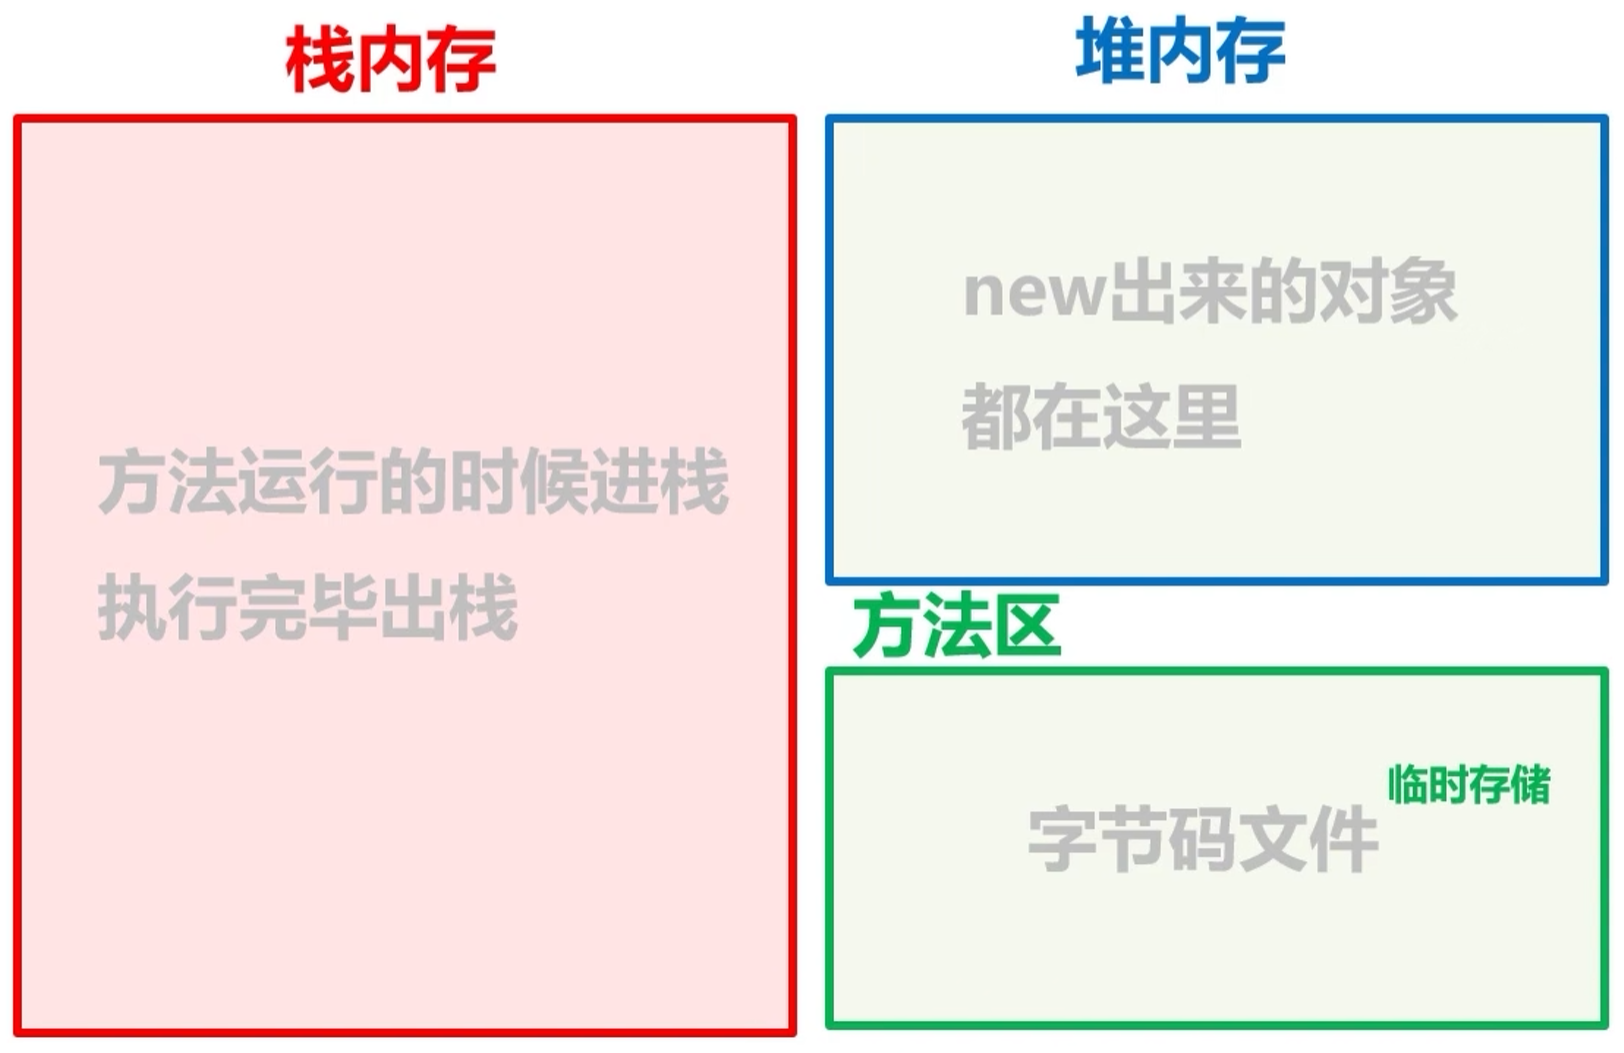 栈内存
方法运行的时候进栈
执行完毕出栈
堆内存
new出来的对象
都在这里
方法区
临时存储
字节码文件